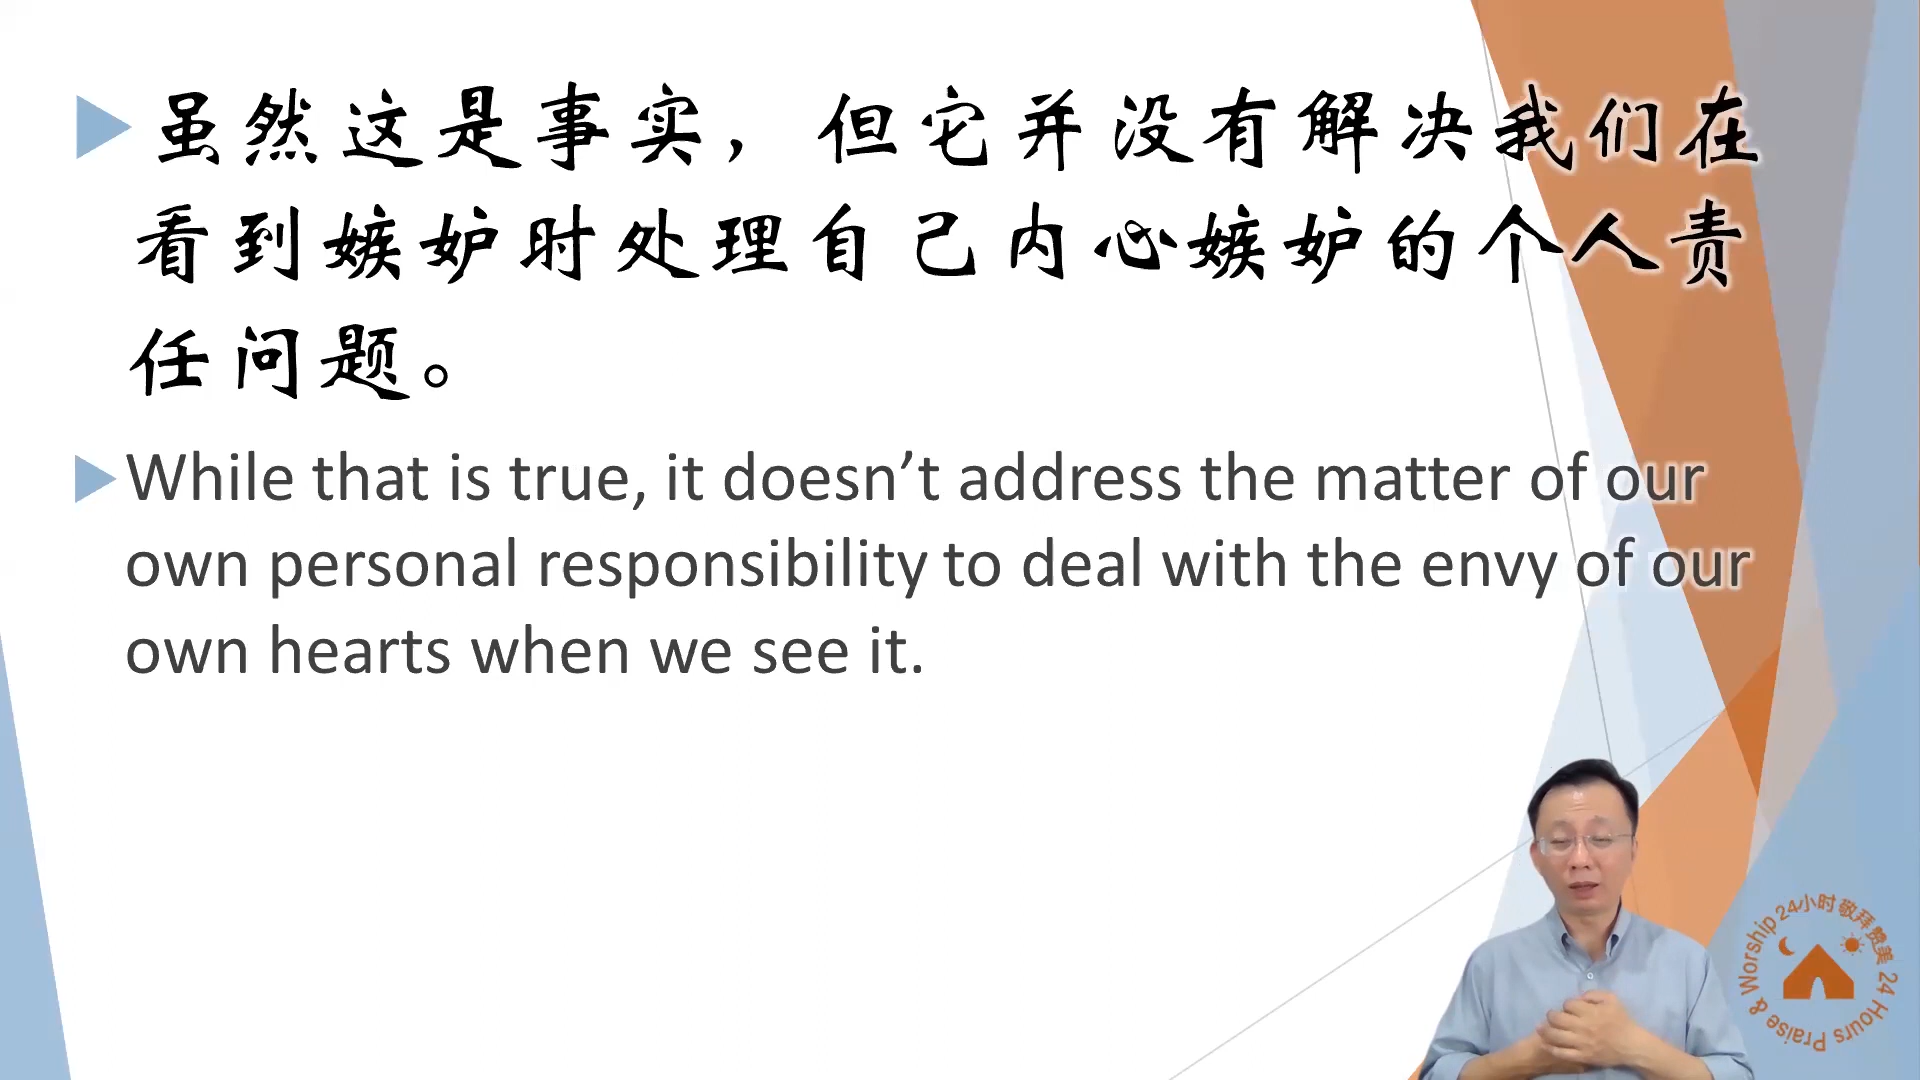 虽然这是事实，但它并没有解决我们在
看到嫉妒时处理自己内心嫉妒的个人责
任问题。
While that is true, it doesn’t address the matter of our
own personal responsibility to deal with the envy of our
own hearts when we see it.
24小时敬拜赞美 24 Hours Praise & Worship